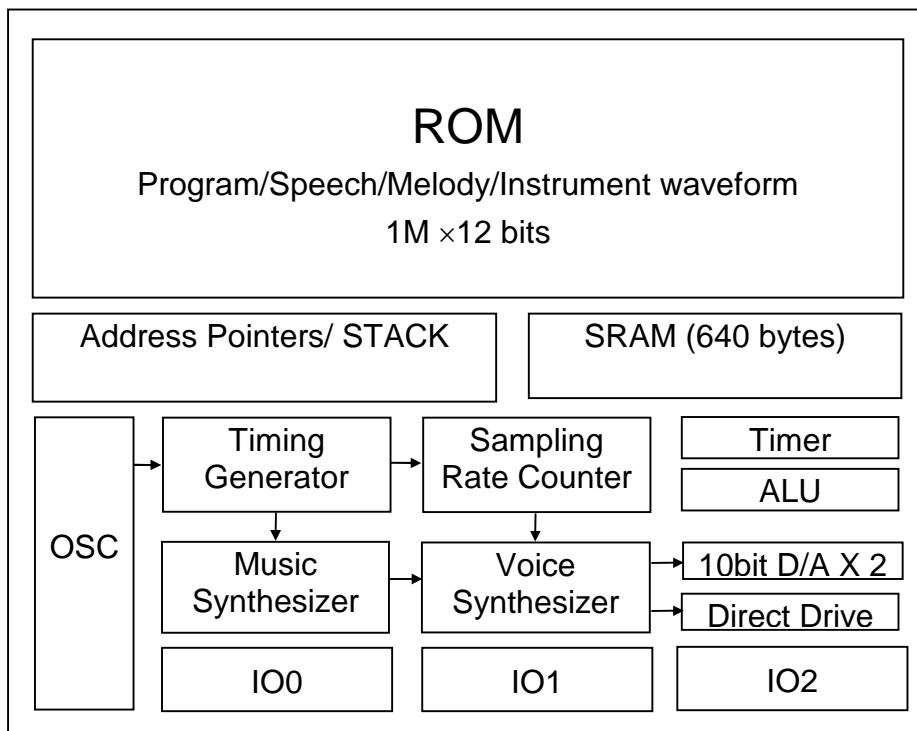 ROM
Program/Speech/Melody/Instrument waveform
1M ×12 bits
Address Pointers/ STACK
SRAM (640 bytes)
OSC
Timing
Generator
Sampling
Rate Counter
Timer
ALU
Music
Synthesizer
Voice
Synthesizer
10bit D/A X 2
Direct Drive
IO0
IO1
IO2